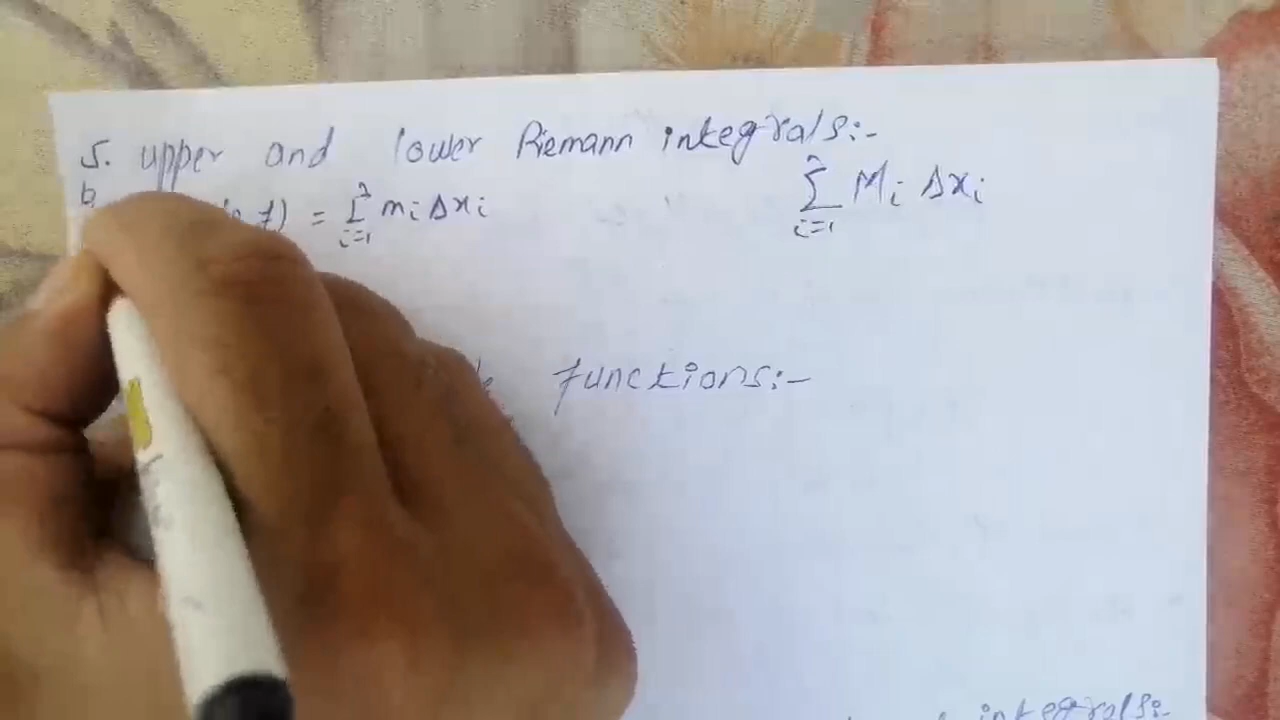 5. upper and lower Riemann integrals:-
b
f) = n∑i=1 mi Δxi
n∑i=1 Mi Δxi
functions:-
integrals:-